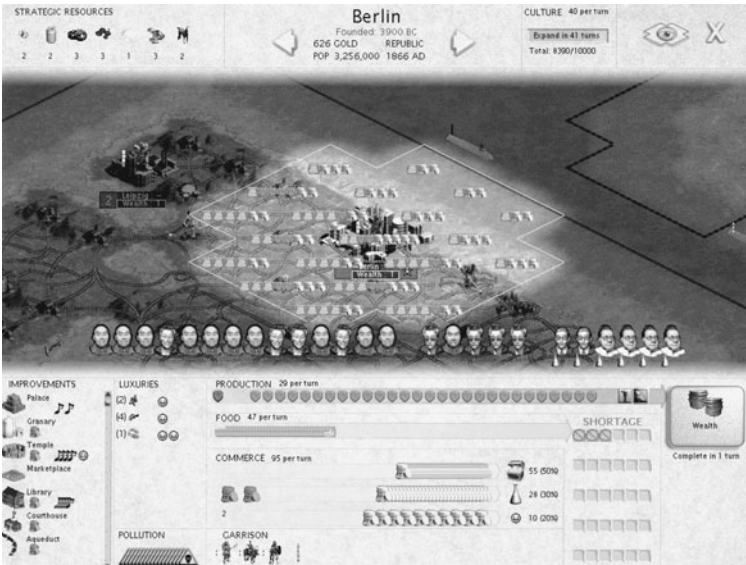 STRATEGIC RESOURCES
2 2 3 3 1 3 2
Berlin
Founded: 3900 BC
626 GOLD REPUBLIC
POP 3,256,000 1866 AD
CULTURE 40 per turn
Expand in 41 turns
Total: 8390/10000
X
2 Leipzig
Wealth 1
Berlin
Wealth 1
IMPROVEMENTS
Palace
Granary
Temple
Marketplace
Library
Courthouse
Aqueduct
LUXURIES
(2)
(4)
(1)
POLLUTION
PRODUCTION 29 per turn
FOOD 47 per turn
COMMERCE 95 per turn
55 (50%)
28 (30%)
2
10 (20%)
GARRISON
SHORTAGE
Wealth
Complete in 1 turn